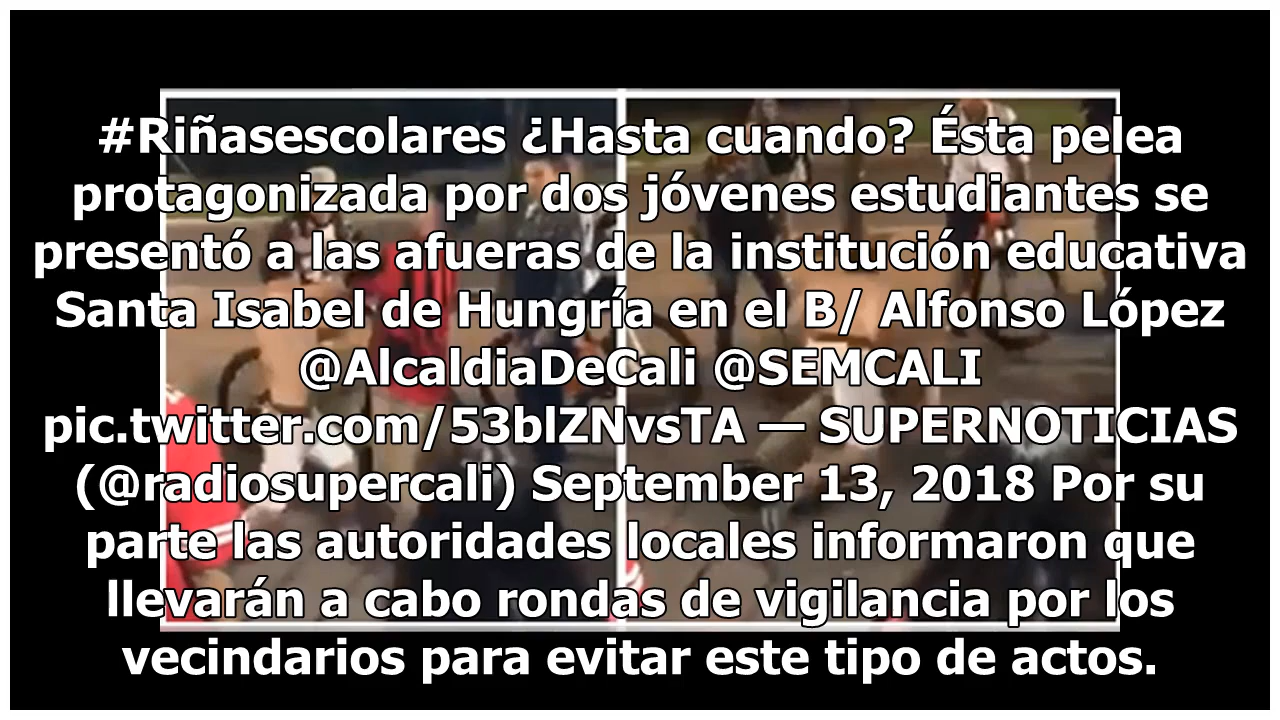 #Riñasescolares ¿Hasta cuando? Ésta pelea
protagonizada por dos jóvenes estudiantes se
presentó a las afueras de la institución educativa
Santa Isabel de Hungría en el B/ Alfonso López
@AlcaldiaDeCali @SEMCALI
pic.twitter.com/53blZNvsTA — SUPERNOTICIAS
(@radiosupercali) September 13, 2018 Por su
parte las autoridades locales informaron que
llevarán a cabo rondas de vigilancia por los
vecindarios para evitar este tipo de actos.